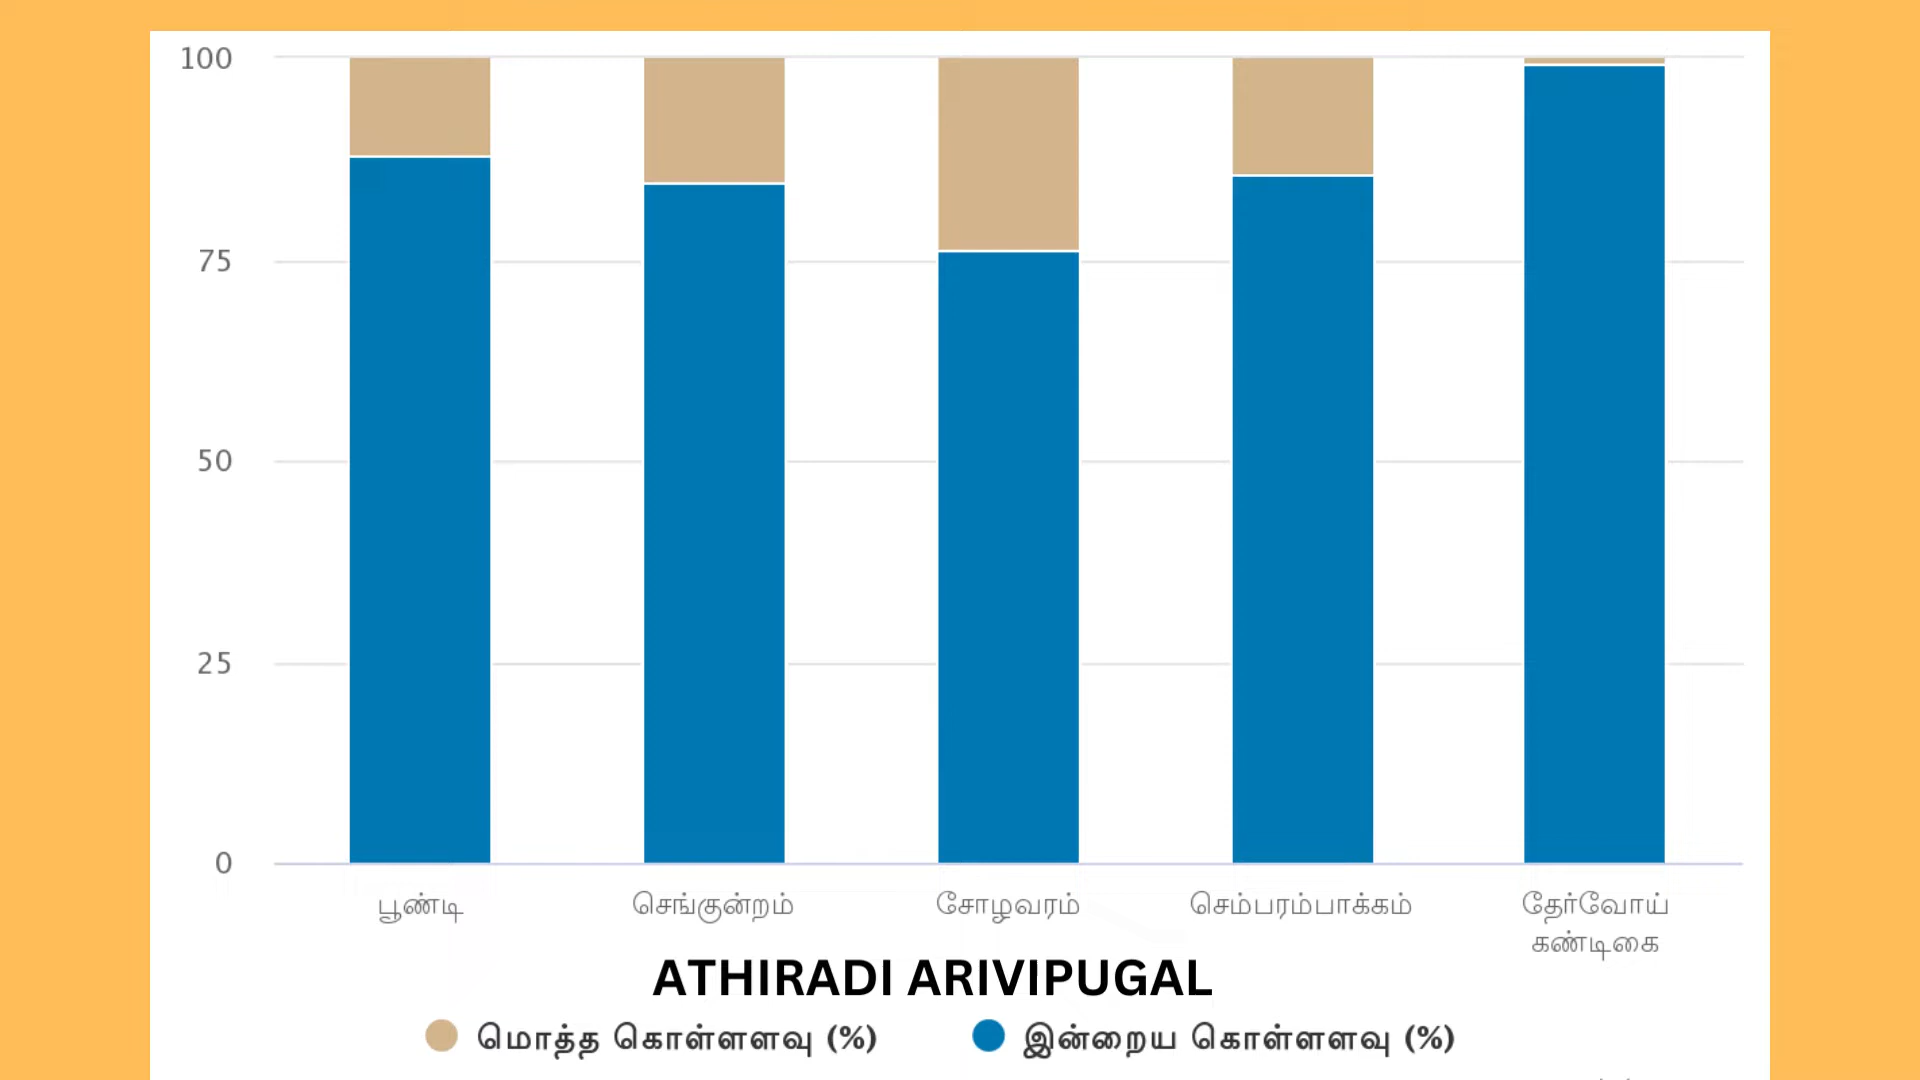 100
75
50
25
0
பூண்டி
செங்குன்றம்
சோழவரம்
செம்பரம்பாக்கம்
தேர்வோய்
கண்டிகை
ATHIRADI ARIVIPUGAL
மொத்த கொள்ளளவு (%)
இன்றைய கொள்ளளவு (%)